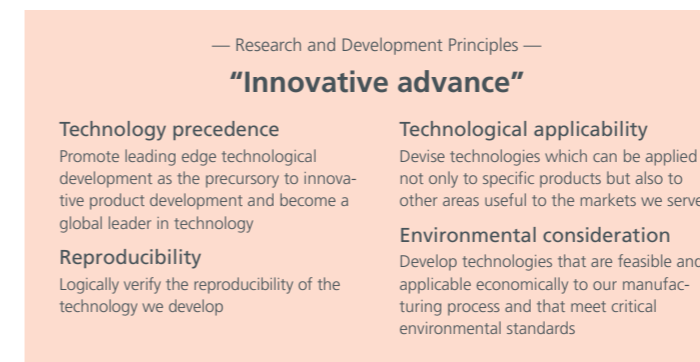 — Research and Development Principles —
“Innovative advance”
Technology precedence
Promote leading edge technological
development as the precursory to innova-
tive product development and become a
global leader in technology
Reproducibility
Logically verify the reproducibility of the
technology we develop
Technological applicability
Devise technologies which can be applied
not only to specific products but also to
other areas useful to the markets we serve
Environmental consideration
Develop technologies that are feasible and
applicable economically to our manufac-
turing process and that meet critical
environmental standards